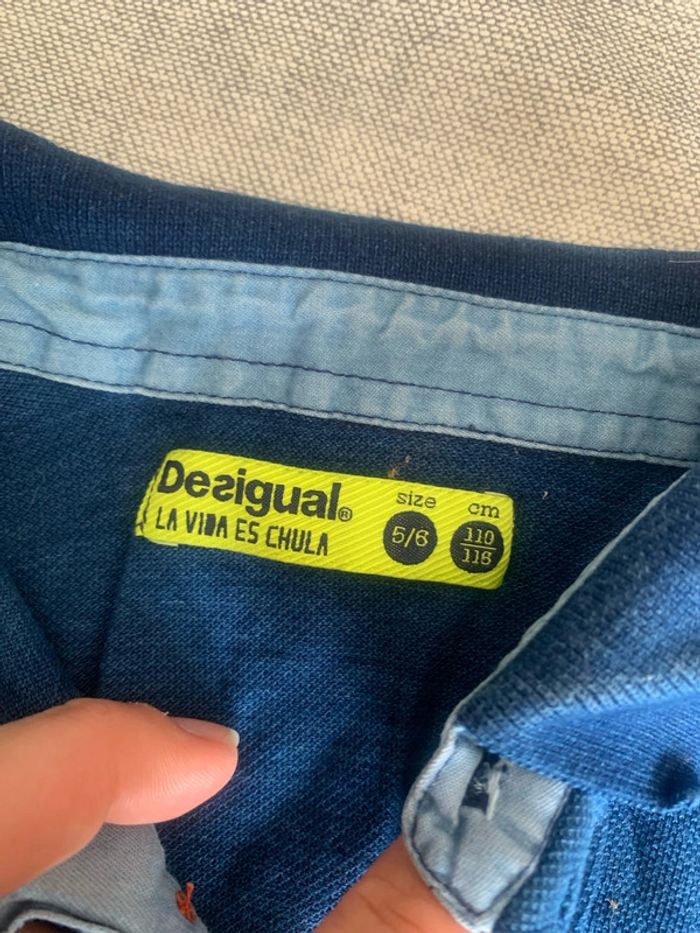 Desigual®
LA VIDA ES CHULA
size
5/6
cm
110
116